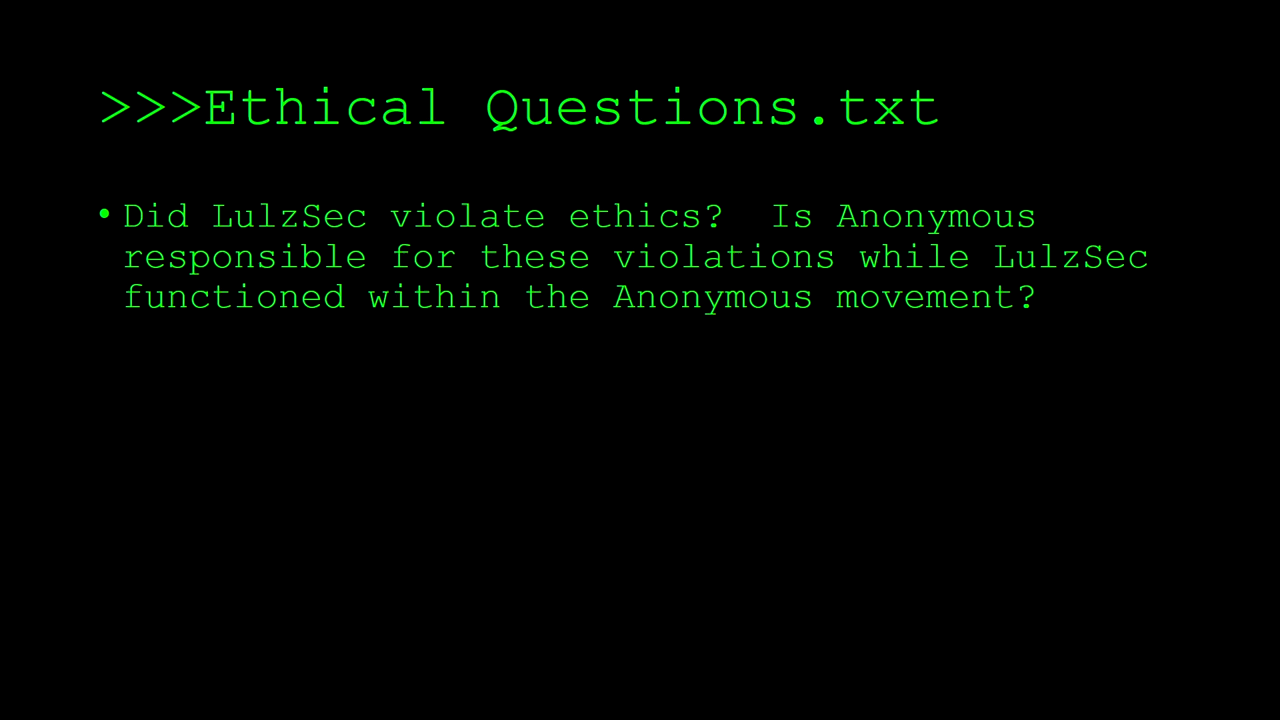 >>>Ethical Questions.txt
• Did LulzSec violate ethics?  Is Anonymous
responsible for these violations while LulzSec
functioned within the Anonymous movement?